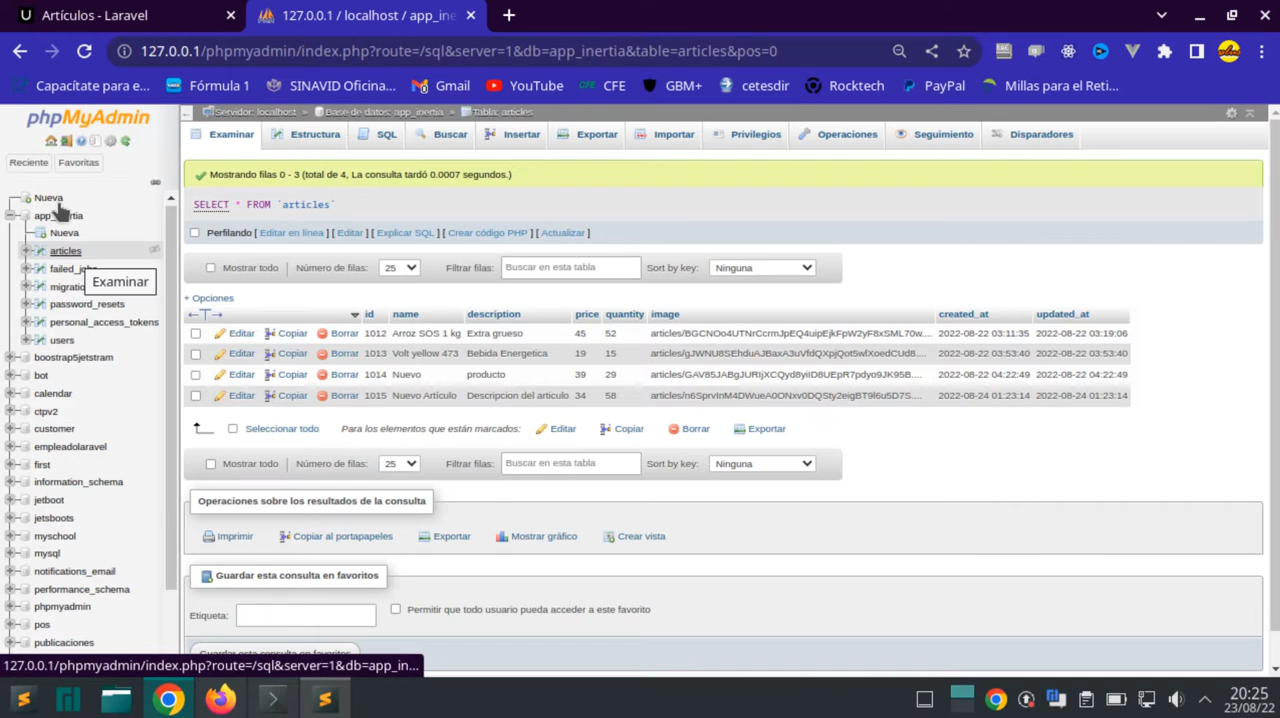 Artículos - Laravel
127.0.0.1 / localhost / app_ine
127.0.0.1/phpmyadmin/index.php?route=/sql&server=1&db=app_inertia&table=articles&pos=0
Capacítate para e... Fórmula 1 SINAVID Oficina... Gmail YouTube CFE GBM+ cetesdir Rocktech PayPal Millas para el Reti...
phpMyAdmin
Reciente Favoritas
Nueva
app_inertia
Nueva
articles
failed_jobs
Examinar
migratio
password_resets
personal_access_tokens
users
boostrap5jetstram
bot
calendar
ctpv2
customer
empleadolaravel
first
information_schema
jetboot
jetsboots
myschool
mysql
notifications_email
performance_schema
phpmyadmin
pos
publicaciones
Servidor: localhost » Base de datos: app_inertia » Tabla: articles
Examinar Estructura SQL Buscar Insertar Exportar Importar Privilegios Operaciones Seguimiento Disparadores
Mostrando filas 0 - 3 (total de 4, La consulta tardó 0.0007 segundos.)
SELECT * FROM `articles`
Perfilando [ Editar en línea ] [ Editar ] [ Explicar SQL ] [ Crear código PHP ] [ Actualizar ]
Mostrar todo | Número de filas: 25 Filtrar filas: Buscar en esta tabla Sort by key: Ninguna
+ Opciones
←T→ id name description price quantity image created_at updated_at
Editar Copiar Borrar 1012 Arroz SOS 1 kg Extra grueso 45 52 articles/BGCNOo4UTNrCcrmJpEQ4uipEjkFpW2yF8xSML70w... 2022-08-22 03:11:35 2022-08-22 03:19:06
Editar Copiar Borrar 1013 Volt yellow 473 Bebida Energetica 19 15 articles/gJWNU8SEhduAJBaxA3uVfdQXpjQot5wlXoedCUd8... 2022-08-22 03:53:40 2022-08-22 03:53:40
Editar Copiar Borrar 1014 Nuevo producto 39 29 articles/GAV85JABgJURIjXCQyd8yiID8UEpR7pdyo9JK95B... 2022-08-22 04:22:49 2022-08-22 04:22:49
Editar Copiar Borrar 1015 Nuevo Artículo Descripcion del articulo 34 58 articles/n6SprvInM4DWueA0ONxv0DQSty2eigBT9l6u5D7S... 2022-08-24 01:23:14 2022-08-24 01:23:14
Seleccionar todo Para los elementos que están marcados: Editar Copiar Borrar Exportar
Mostrar todo | Número de filas: 25 Filtrar filas: Buscar en esta tabla Sort by key: Ninguna
Operaciones sobre los resultados de la consulta
Imprimir Copiar al portapapeles Exportar Mostrar gráfico Crear vista
Guardar esta consulta en favoritos
Etiqueta: Permitir que todo usuario pueda acceder a este favorito
Guardar esta consulta en favoritos
127.0.0.1/phpmyadmin/index.php?route=/sql&server=1&db=app_in...
20:25
23/08/22